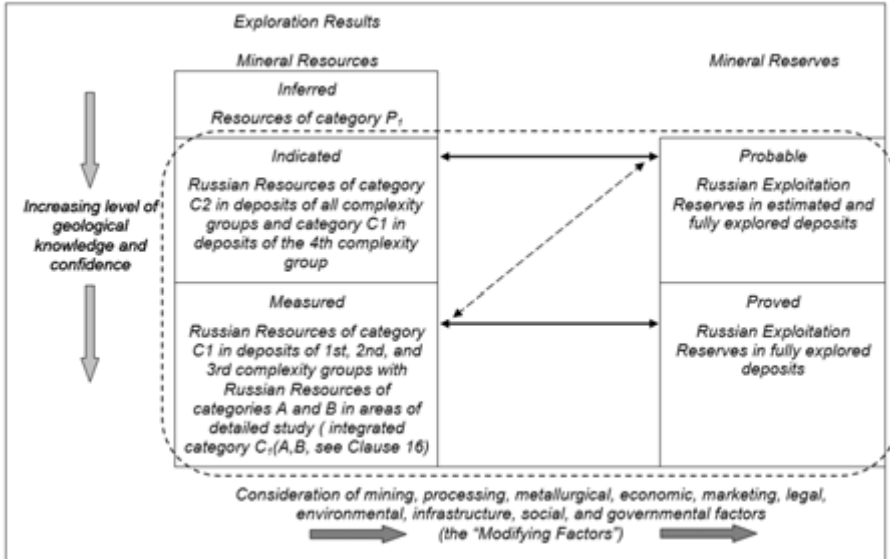 Exploration Results
Mineral Resources
Mineral Reserves
Inferred
Resources of category P₁
Increasing level of
geological
knowledge and
confidence
Indicated
Russian Resources of category
C2 in deposits of all complexity
groups and category C1 in
deposits of the 4th complexity
group
Probable
Russian Exploitation
Reserves in estimated and
fully explored deposits
Measured
Russian Resources of category
C1 in deposits of 1st, 2nd, and
3rd complexity groups with
Russian Resources of
categories A and B in areas of
detailed study ( integrated
category C₁(A,B, see Clause 16)
Proved
Russian Exploitation
Reserves in fully explored
deposits
Consideration of mining, processing, metallurgical, economic, marketing, legal,
environmental, infrastructure, social, and governmental factors
(the “Modifying Factors”)